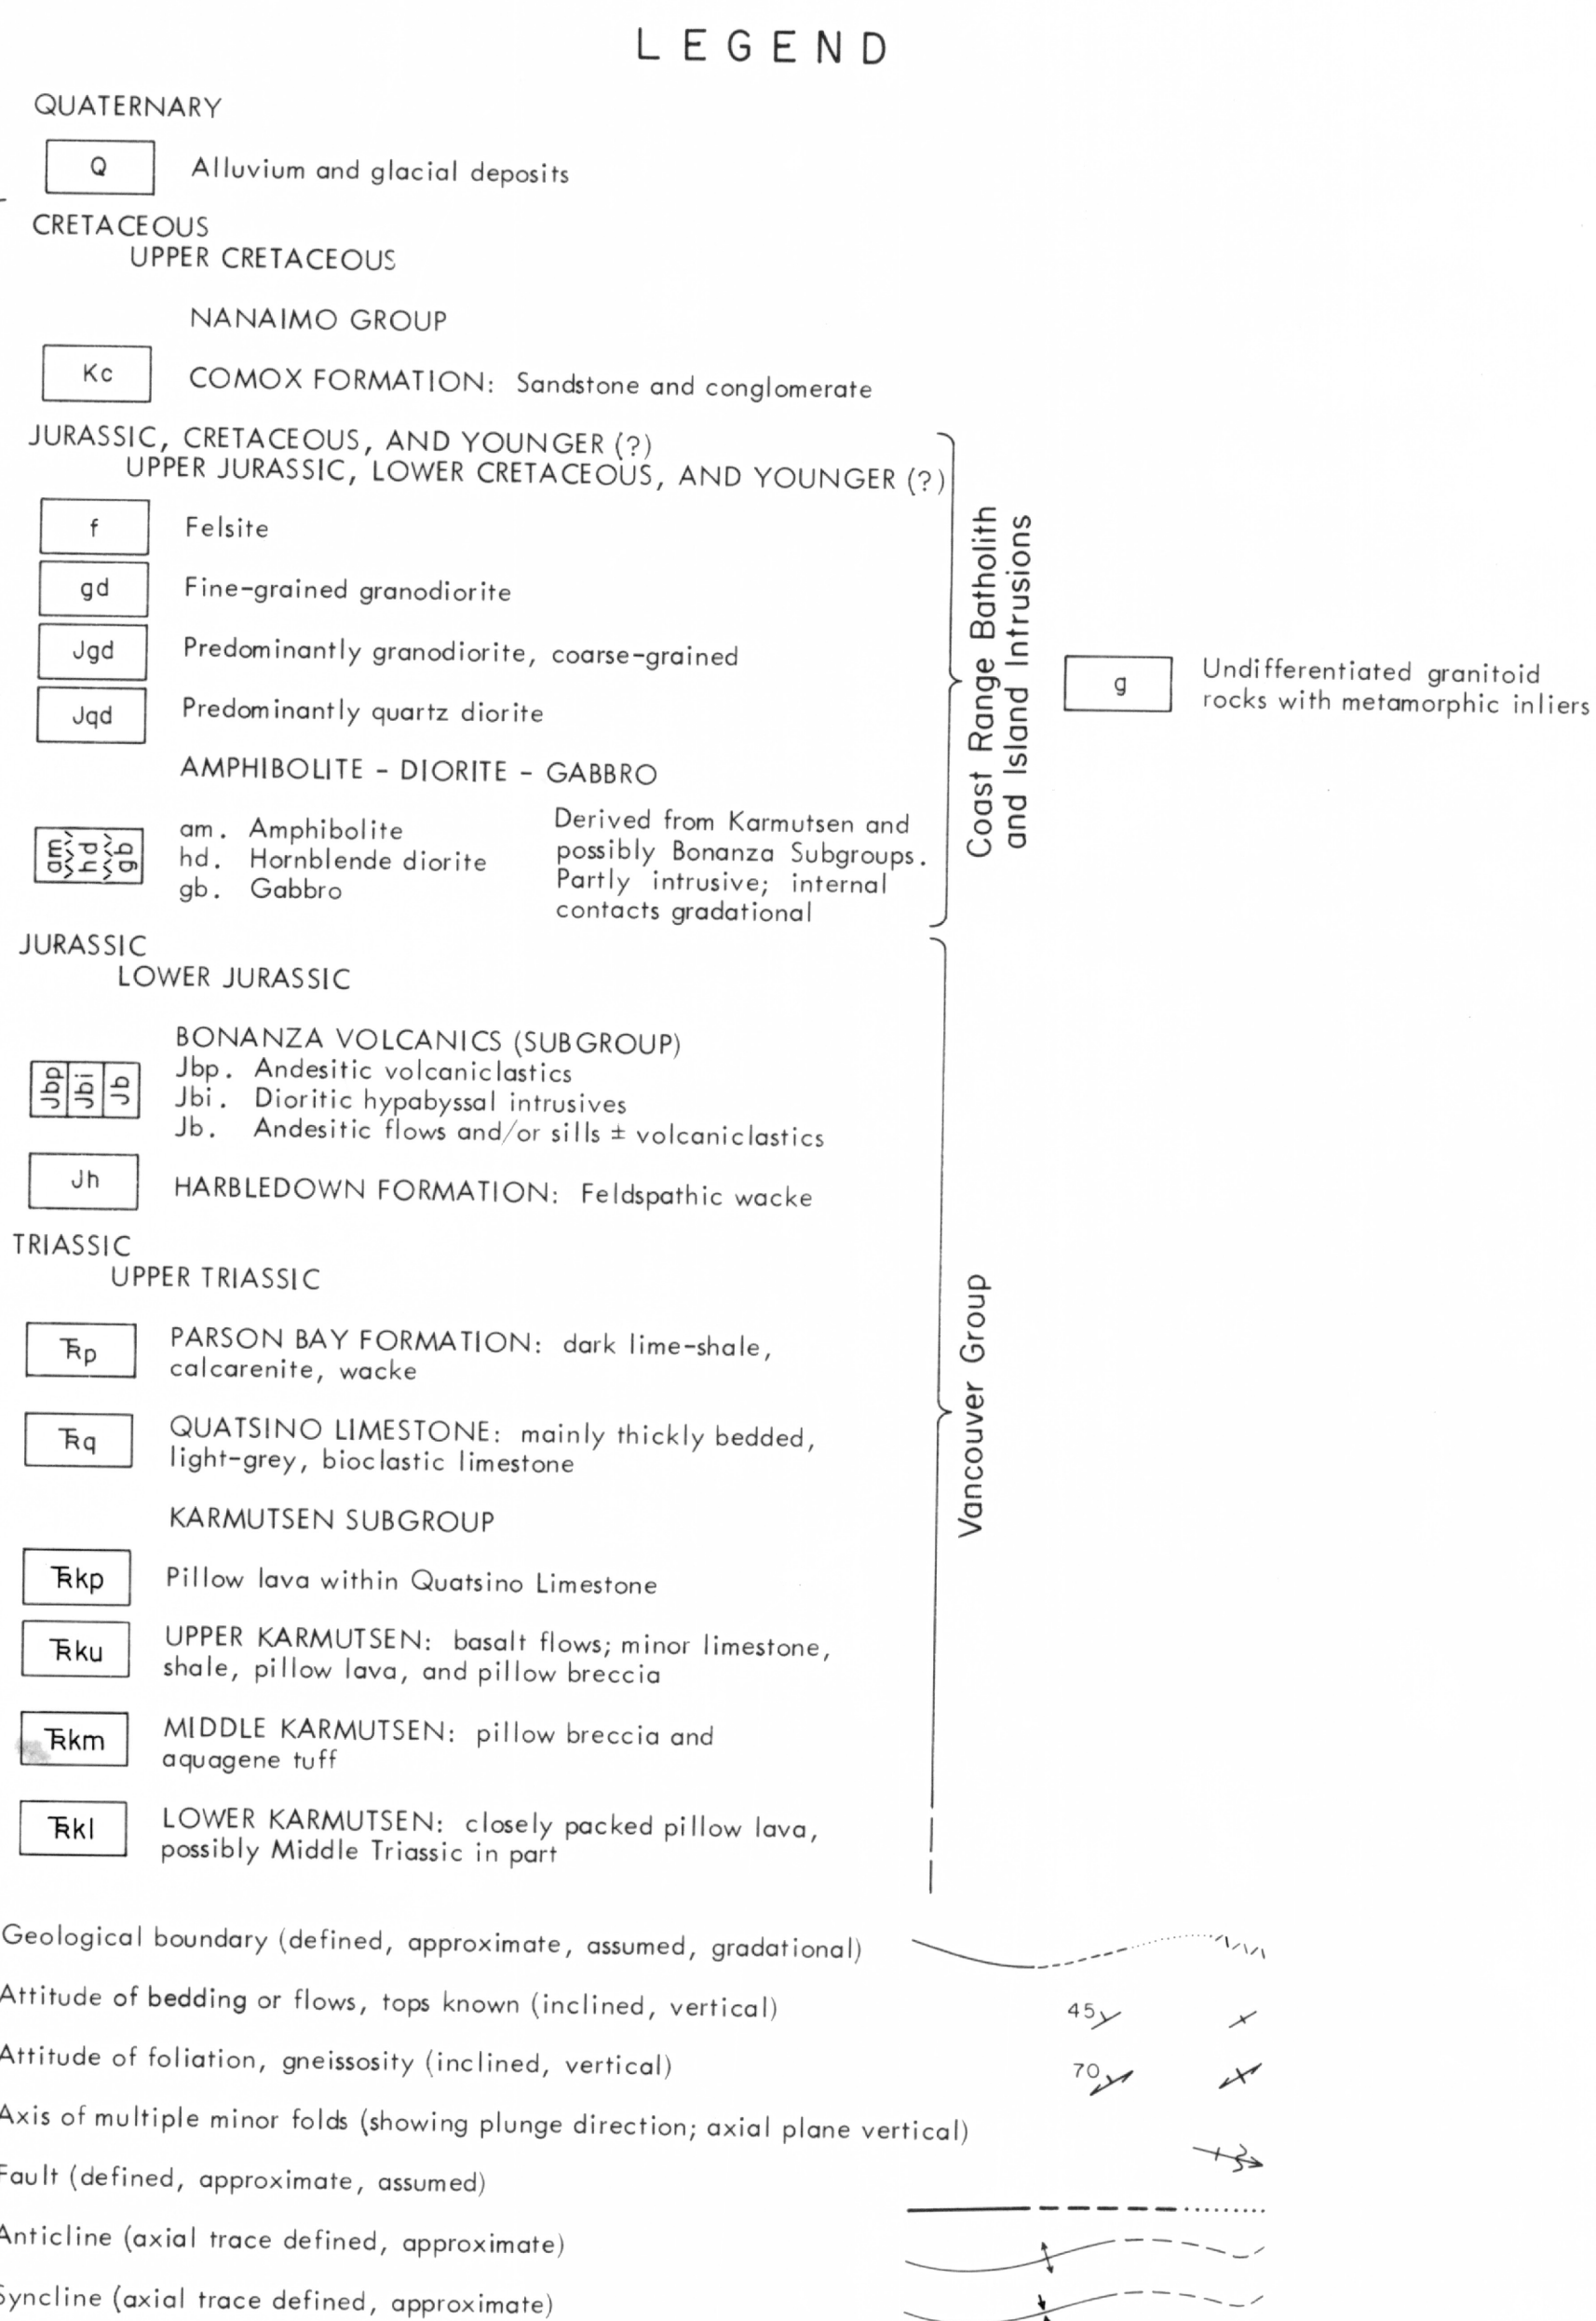 LEGEND
QUATERNARY
Q
Alluvium and glacial deposits
CRETACEOUS
UPPER CRETACEOUS
NANAIMO GROUP
Kc
COMOX FORMATION: Sandstone and conglomerate
JURASSIC, CRETACEOUS, AND YOUNGER (?)
UPPER JURASSIC, LOWER CRETACEOUS, AND YOUNGER (?)
f
Felsite
gd
Fine-grained granodiorite
Jgd
Predominantly granodiorite, coarse-grained
Jqd
Predominantly quartz diorite
Coast Range Batholith
and Island Intrusions
g
Undifferentiated granitoid
rocks with metamorphic inliers
AMPHIBOLITE - DIORITE - GABBRO
am
hd
gb
am. Amphibolite
hd. Hornblende diorite
gb. Gabbro
Derived from Karmutsen and
possibly Bonanza Subgroups.
Partly intrusive; internal
contacts gradational
JURASSIC
LOWER JURASSIC
BONANZA VOLCANICS (SUBGROUP)
Jbp
Jbi
Jb
Jbp. Andesitic volcaniclastics
Jbi. Dioritic hypabyssal intrusives
Jb. Andesitic flows and/or sills ± volcaniclastics
Jh
HARBLEDOWN FORMATION: Feldspathic wacke
TRIASSIC
UPPER TRIASSIC
TRp
PARSON BAY FORMATION: dark lime-shale,
calcarenite, wacke
TRq
QUATSINO LIMESTONE: mainly thickly bedded,
light-grey, bioclastic limestone
Vancouver Group
KARMUTSEN SUBGROUP
TRkp
Pillow lava within Quatsino Limestone
TRku
UPPER KARMUTSEN: basalt flows; minor limestone,
shale, pillow lava, and pillow breccia
TRkm
MIDDLE KARMUTSEN: pillow breccia and
aquagene tuff
TRkl
LOWER KARMUTSEN: closely packed pillow lava,
possibly Middle Triassic in part
Geological boundary (defined, approximate, assumed, gradational)
Attitude of bedding or flows, tops known (inclined, vertical)
45
Attitude of foliation, gneissosity (inclined, vertical)
70
Axis of multiple minor folds (showing plunge direction; axial plane vertical)
Fault (defined, approximate, assumed)
Anticline (axial trace defined, approximate)
Syncline (axial trace defined, approximate)